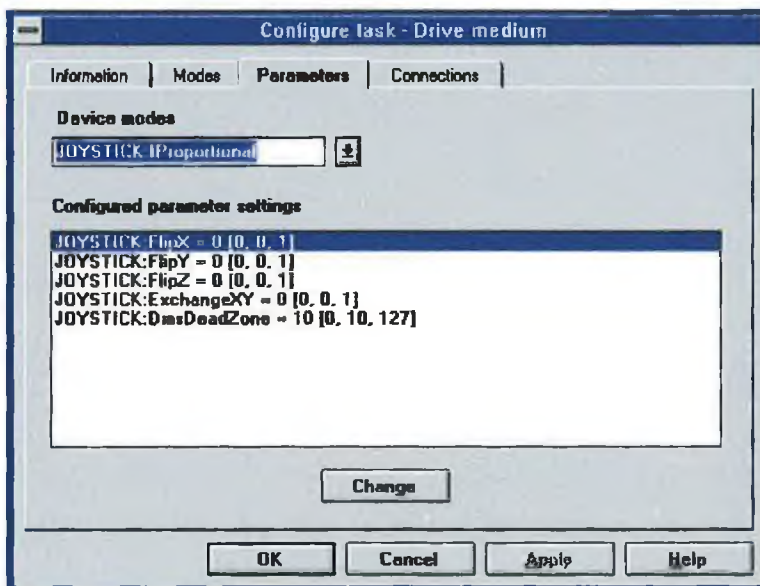 Configure task - Drive medium
Information Modes Parameters Connections
Device modes
JOYSTICK:IProportional
Configured parameter settings
JOYSTICK:FlipX = 0 [0, 0, 1]
JOYSTICK:FlipY = 0 [0, 0, 1]
JOYSTICK:FlipZ = 0 [0, 0, 1]
JOYSTICK:ExchangeXY = 0 [0, 0, 1]
JOYSTICK:DmsDeadZone = 10 [0, 10, 127]
Change
OK Cancel Apply Help